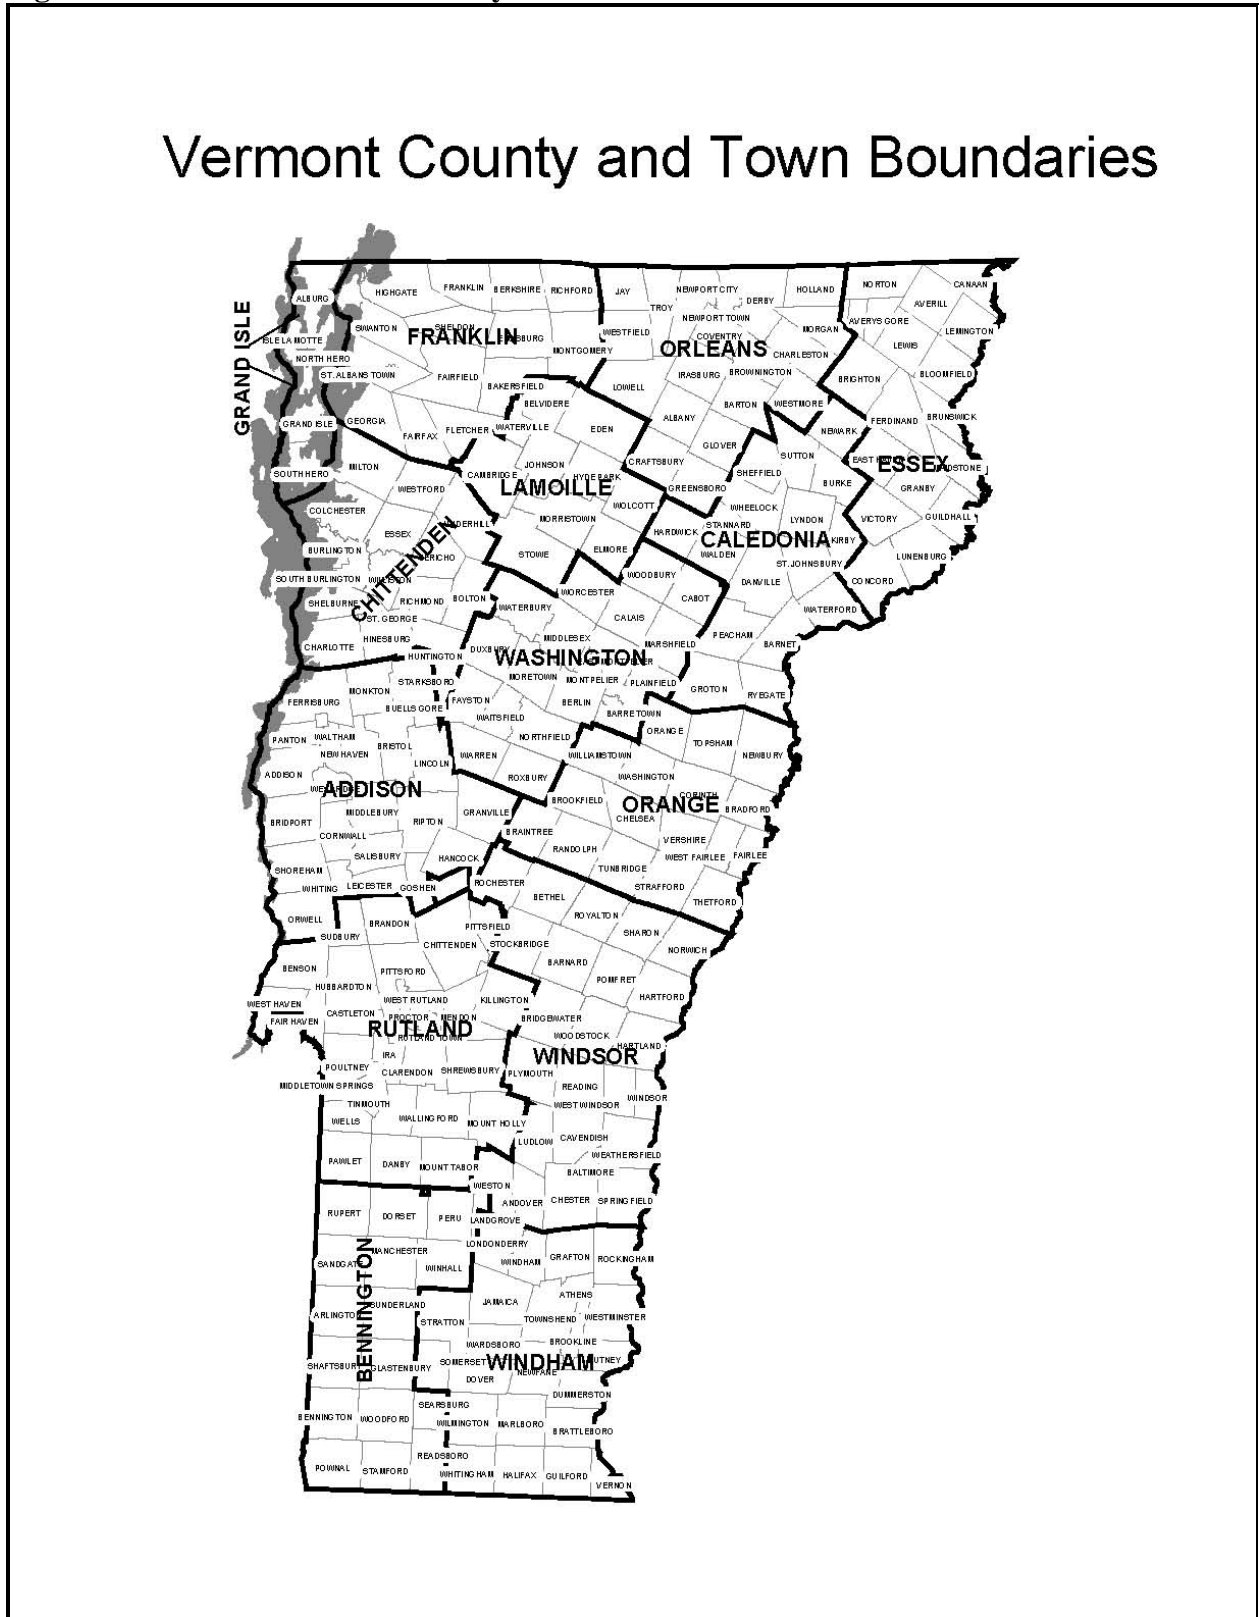 Vermont County and Town Boundaries
GRAND ISLE
ALBURG
HIGHGATE
FRANKLIN
BERKSHIRE
RICHFORD
JAY
NEWPORT CITY
DERBY
HOLLAND
NORTON
CANAAN
TROY
AVERILL
SWANTON
SHELDON
WESTFIELD
NEWPORT TOWN
COVENTRY
MORGAN
AVERYS GORE
LEMINGTON
ISLE LA MOTTE
FRANKLIN
ORLEANS
LEWIS
NORTH HERO
MONTGOMERY
CHARLESTON
ST. ALBANS TOWN
FAIRFIELD
BAKERSFIELD
LOWELL
IRASBURG
BROWNINGTON
BRIGHTON
BLOOMFIELD
BELVIDERE
BARTON
WESTMORE
GRAND ISLE
GEORGIA
FAIRFAX
FLETCHER
WATERVILLE
EDEN
ALBANY
NEWARK
FERDINAND
BRUNSWICK
GLOVER
SUTTON
SOUTH HERO
MILTON
CAMBRIDGE
JOHNSON
HYDE PARK
CRAFTSBURY
SHEFFIELD
BURKE
ESSEX
GRANBY
WESTFORD
LAMOILLE
GREENSBORO
COLCHESTER
WOLCOTT
WHEELOCK
ESSEX
MORRISTOWN
HARDWICK
STANNARD
LYNDON
VICTORY
GUILDHALL
CHITTENDEN
CALEDONIA
KIRBY
BURLINGTON
STOWE
ELMORE
WALDEN
ST. JOHNSBURY
LUNENBURG
SOUTH BURLINGTON
WILLISTON
WOODBURY
DANVILLE
CONCORD
SHELBURNE
RICHMOND
BOLTON
WATERBURY
WORCESTER
CABOT
WATERFORD
ST. GEORGE
CALAIS
CHARLOTTE
HINESBURG
HUNTINGTON
DUXBURY
MIDDLESEX
MARSHFIELD
PEACHAM
BARNET
WASHINGTON
STARKSBORO
MORETOWN
MONTPELIER
PLAINFIELD
GROTON
RYEGATE
FERRISBURG
MONKTON
BUELLS GORE
FAYSTON
WAITSFIELD
BERLIN
BARRE TOWN
ORANGE
TOPSHAM
NEWBURY
PANTON
WALTHAM
NEW HAVEN
BRISTOL
LINCOLN
WARREN
NORTHFIELD
WILLIAMSTOWN
ADDISON
ROXBURY
WASHINGTON
ADDISON
CORINTH
BRADFORD
BRIDPORT
MIDDLEBURY
RIPTON
GRANVILLE
BROOKFIELD
ORANGE
CHELSEA
CORNWALL
BRAINTREE
VERSHIRE
SALISBURY
HANCOCK
RANDOLPH
WEST FAIRLEE
FAIRLEE
SHOREHAM
TUNBRIDGE
WHITING
LEICESTER
GOSHEN
ROCHESTER
STRAFFORD
THETFORD
ORWELL
BRANDON
BETHEL
ROYALTON
PITTSFIELD
SUDBURY
CHITTENDEN
STOCKBRIDGE
SHARON
NORWICH
BENSON
PITTSFORD
BARNARD
HUBBARDTON
POMFRET
WEST HAVEN
WEST RUTLAND
KILLINGTON
HARTFORD
FAIR HAVEN
CASTLETON
PROCTOR
MENDON
BRIDGEWATER
RUTLAND
RUTLAND TOWN
WOODSTOCK
HARTLAND
IRA
WINDSOR
POULTNEY
CLARENDON
SHREWSBURY
PLYMOUTH
MIDDLETOWN SPRINGS
READING
TINMOUTH
WEST WINDSOR
WINDSOR
WELLS
WALLINGFORD
MOUNT HOLLY
LUDLOW
CAVENDISH
WEATHERSFIELD
PAWLET
DANBY
MOUNT TABOR
BALTIMORE
WESTON
ANDOVER
CHESTER
SPRINGFIELD
RUPERT
DORSET
PERU
LANDGROVE
MANCHESTER
LONDONDERRY
SANDGATE
WINHALL
WINDHAM
GRAFTON
ROCKINGHAM
BENNINGTON
ARLINGTON
SUNDERLAND
JAMAICA
ATHENS
STRATTON
TOWNSHEND
WESTMINSTER
WARDSBORO
BROOKLINE
SHAFTSBURY
GLASTENBURY
SOMERSET
WINDHAM
DOVER
NEWFANE
DUMMERSTON
SEARSBURG
BENNINGTON
WOODFORD
WILMINGTON
MARLBORO
BRATTLEBORO
READSBORO
POWNAL
STAMFORD
WHITINGHAM
HALIFAX
GUILFORD
VERNON